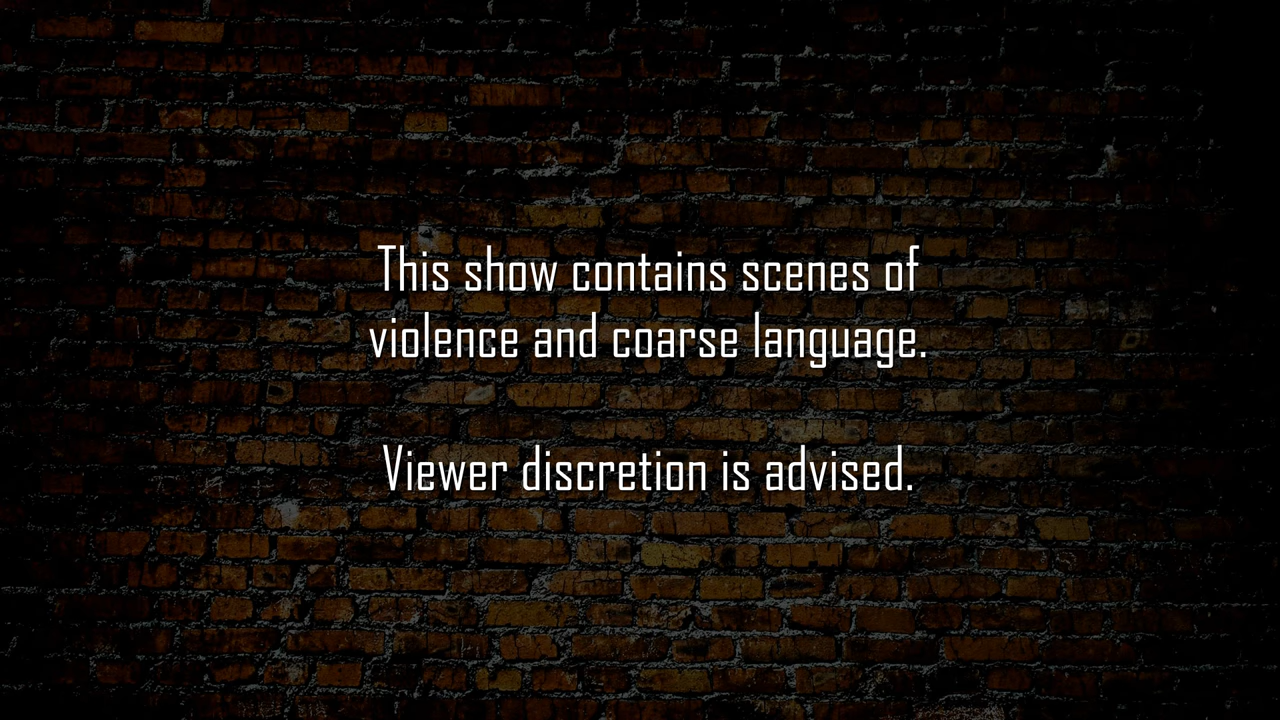 This show contains scenes of
violence and coarse language.
Viewer discretion is advised.